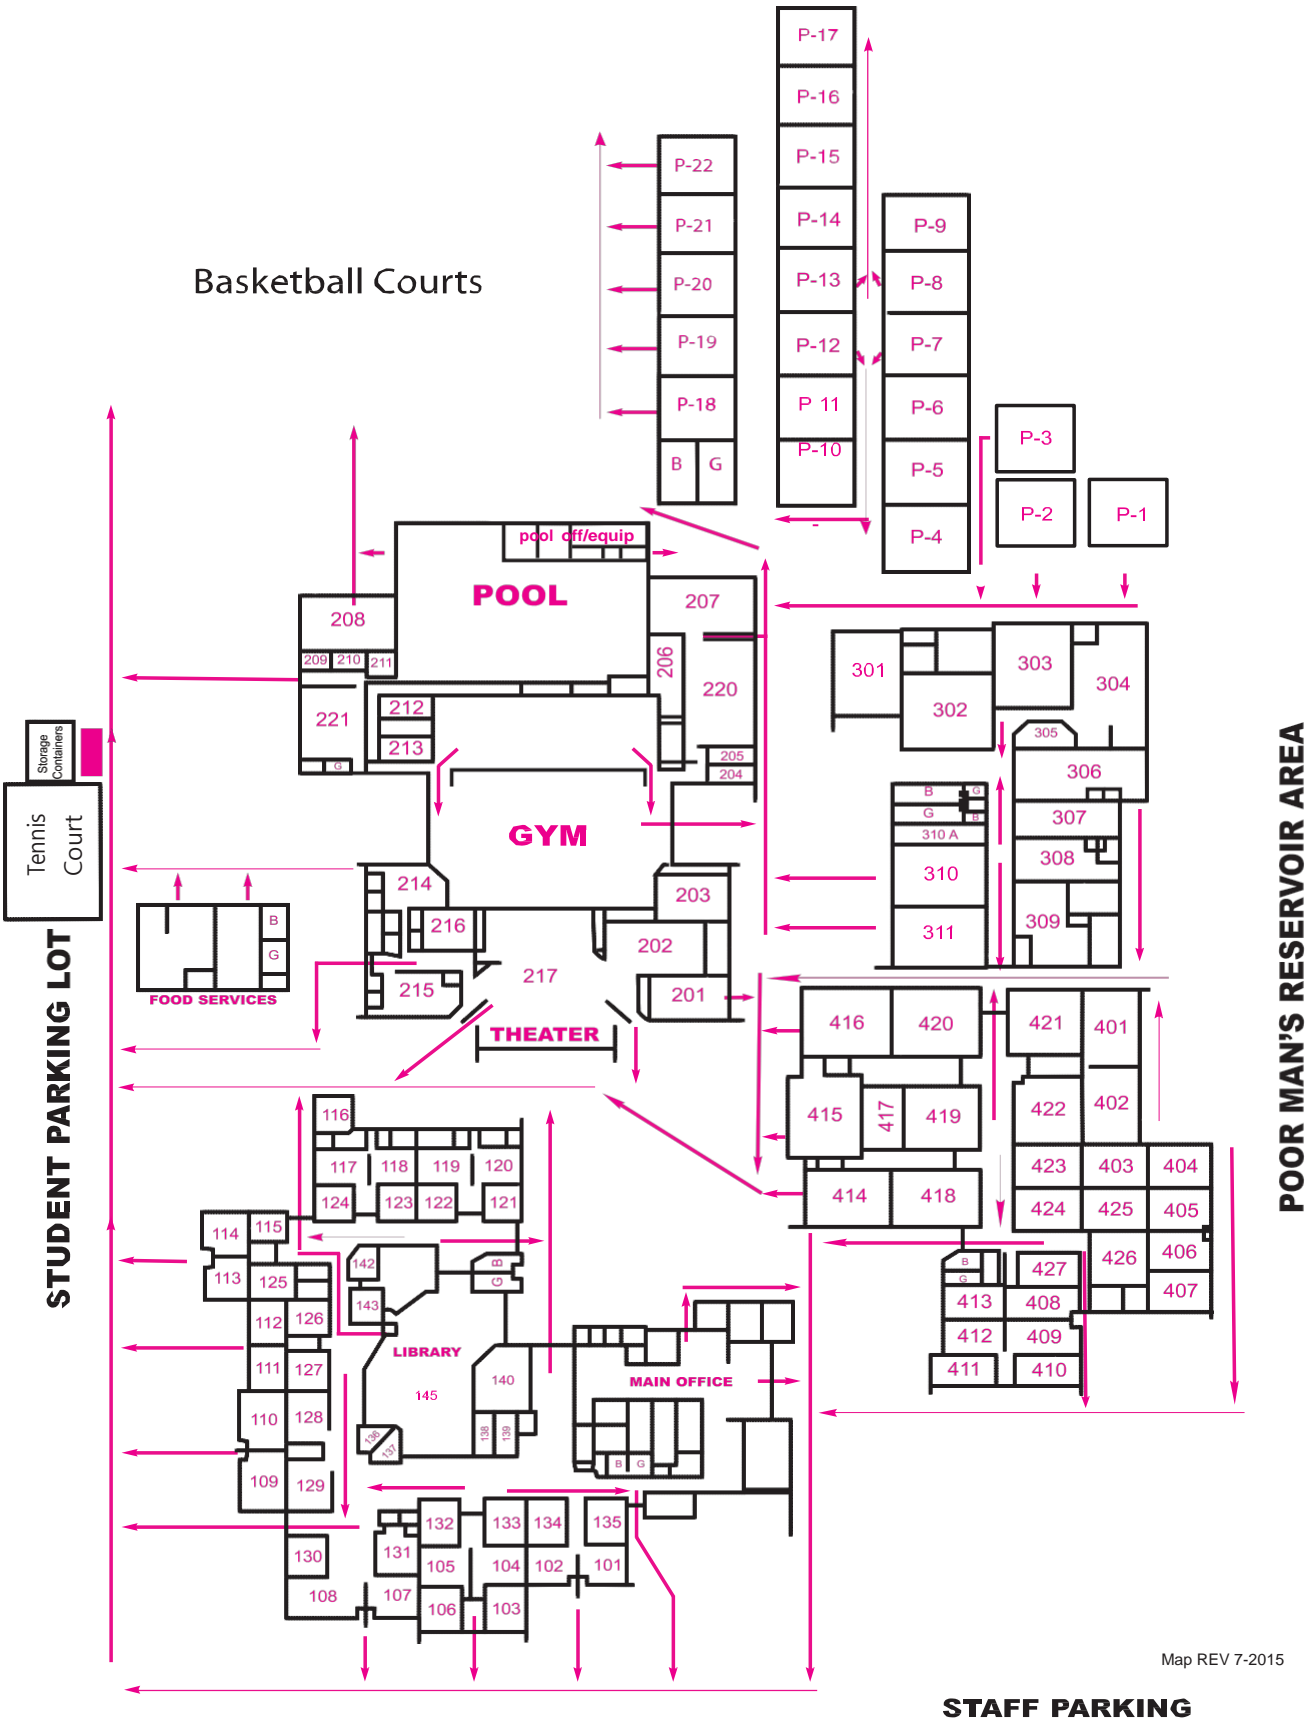 P-17
P-16
P-15
P-14
P-13
P-12
P 11
P-10
P-22
P-21
P-20
P-19
P-18
B G
P-9
P-8
P-7
P-6
P-5
P-4
P-3
P-2
P-1
Basketball Courts
pool off/equip
POOL
207
208
209 210 211
206
220
221
G
212
213
205
204
GYM
214
216
203
202
217
215
201
THEATER
Storage
Containers
Tennis
Court
B
G
FOOD SERVICES
STUDENT PARKING LOT
301
302
303
304
305
306
307
308
309
B G
G B
310 A
310
311
POOR MAN'S RESERVOIR AREA
416 420
421 401
415 417 419
422 402
414 418
423 403 404
424 425 405
426 406
407
427
B
G
413 408
412 409
411 410
116
117 118 119 120
124 123 122 121
114 115
113 125
112 126
111 127
110 128
109 129
130
108
142
143
B
G
LIBRARY
145
140
136
137
138
139
MAIN OFFICE
B G
132 133 134 135
131
105 104 102 101
107
106 103
-
Map REV 7-2015
STAFF PARKING